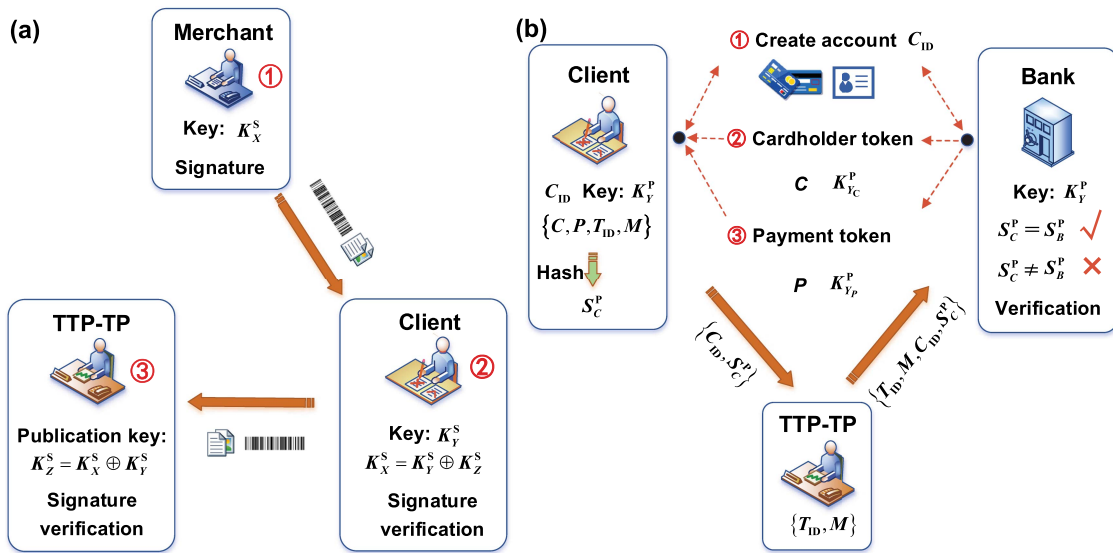 (a)
Merchant
①
Key: K_X^S
Signature
TTP-TP
③
Publication key:
K_Z^S = K_X^S ⊕ K_Y^S
Signature
verification
Client
②
Key: K_Y^S
K_X^S = K_Y^S ⊕ K_Z^S
Signature
verification
(b)
Client
C_ID Key: K_Y^P
{C, P, T_ID, M}
Hash
S_C^P
① Create account C_ID
② Cardholder token
C K_{Y_C}^P
③ Payment token
P K_{Y_P}^P
Bank
Key: K_Y^P
S_C^P = S_B^P ✓
S_C^P ≠ S_B^P ×
Verification
{C_ID, S_C^P}
{T_ID, M, C_ID, S_C^P}
TTP-TP
{T_ID, M}